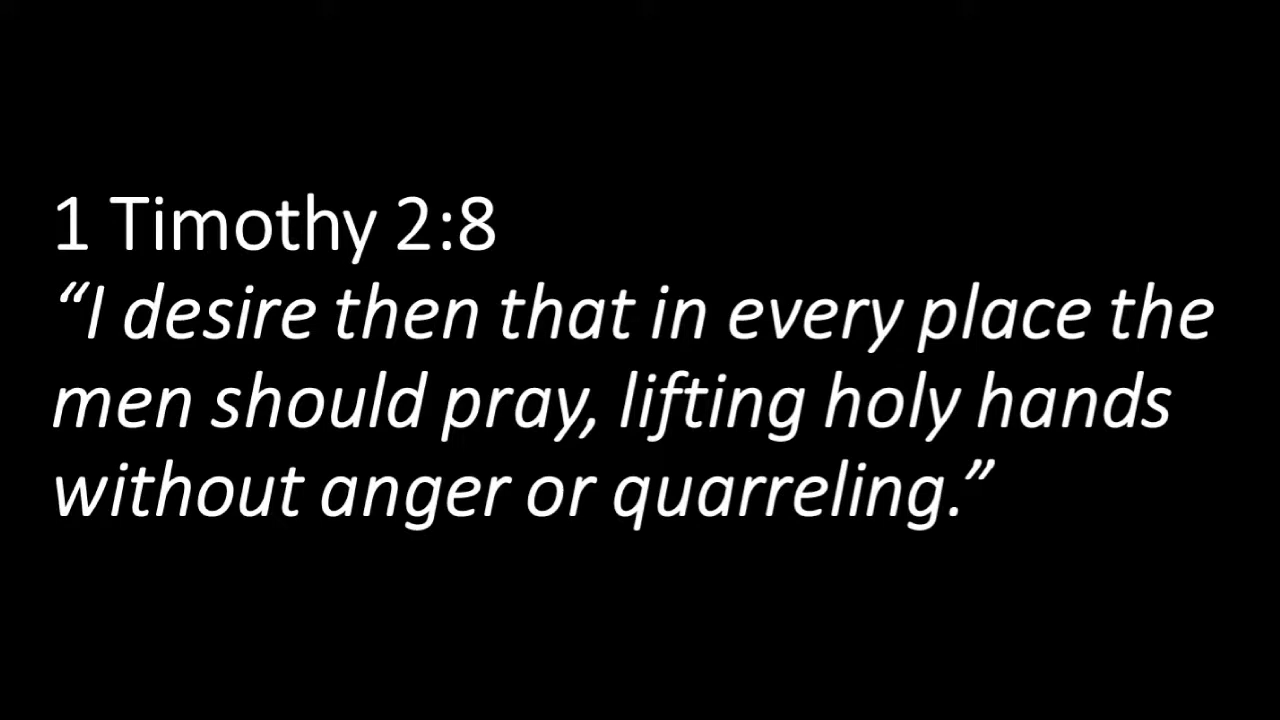 1 Timothy 2:8
“I desire then that in every place the
men should pray, lifting holy hands
without anger or quarreling.”